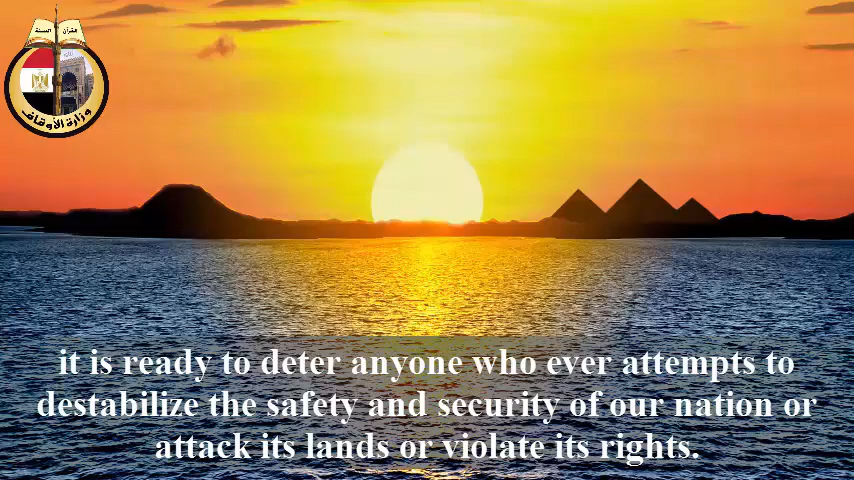 القرآن
السنة
وزارة الأوقاف
it is ready to deter anyone who ever attempts to
destabilize the safety and security of our nation or
attack its lands or violate its rights.